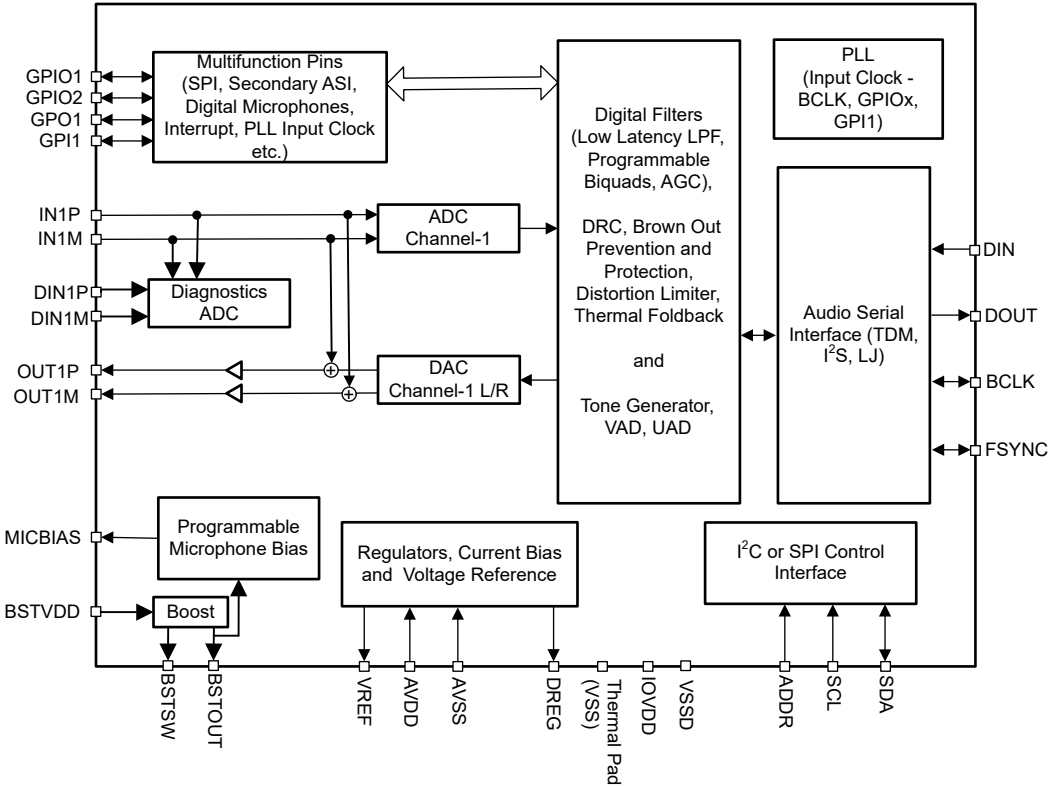 GPIO1
GPIO2
GPO1
GPI1
Multifunction Pins
(SPI, Secondary ASI,
Digital Microphones,
Interrupt, PLL Input Clock
etc.)
Digital Filters
(Low Latency LPF,
Programmable
Biquads, AGC),
DRC, Brown Out
Prevention and
Protection,
Distortion Limiter,
Thermal Foldback
and
Tone Generator,
VAD, UAD
PLL
(Input Clock -
BCLK, GPIOx,
GPI1)
IN1P
IN1M
ADC
Channel-1
DIN1P
DIN1M
Diagnostics
ADC
OUT1P
OUT1M
DAC
Channel-1 L/R
Audio Serial
Interface (TDM,
I²S, LJ)
DIN
DOUT
BCLK
FSYNC
MICBIAS
Programmable
Microphone Bias
BSTVDD
Boost
Regulators, Current Bias
and Voltage Reference
I²C or SPI Control
Interface
BSTSW
BSTOUT
VREF
AVDD
AVSS
DREG
Thermal Pad
(VSS)
IOVDD
VSSD
ADDR
SCL
SDA